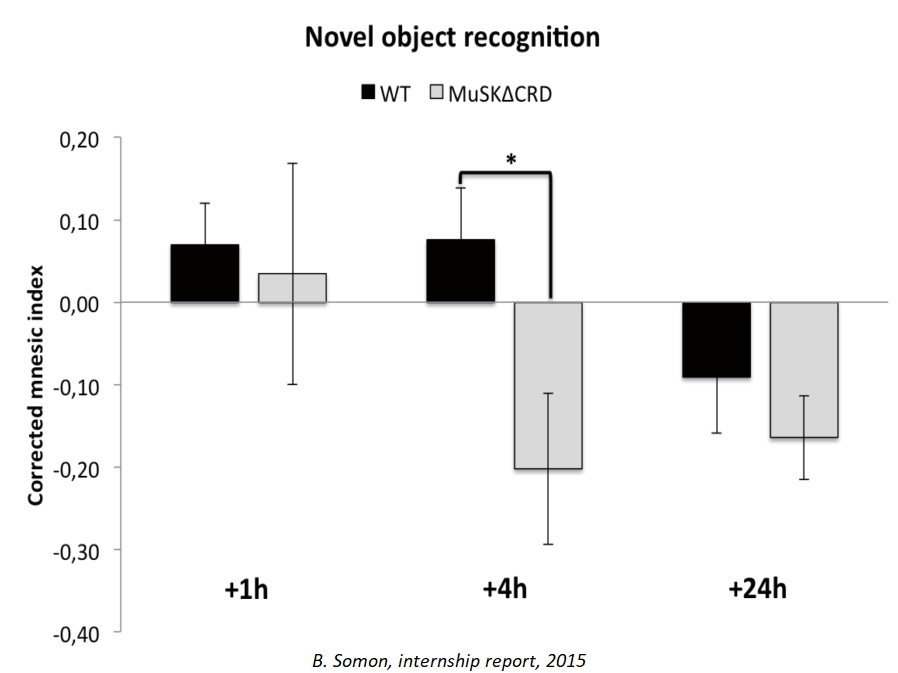 Novel object recognition
WT MuSKΔCRD
0,20
*
0,10
0,00
-0,10
-0,20
-0,30
-0,40
Corrected mnesic index
+1h +4h +24h
B. Somon, internship report, 2015